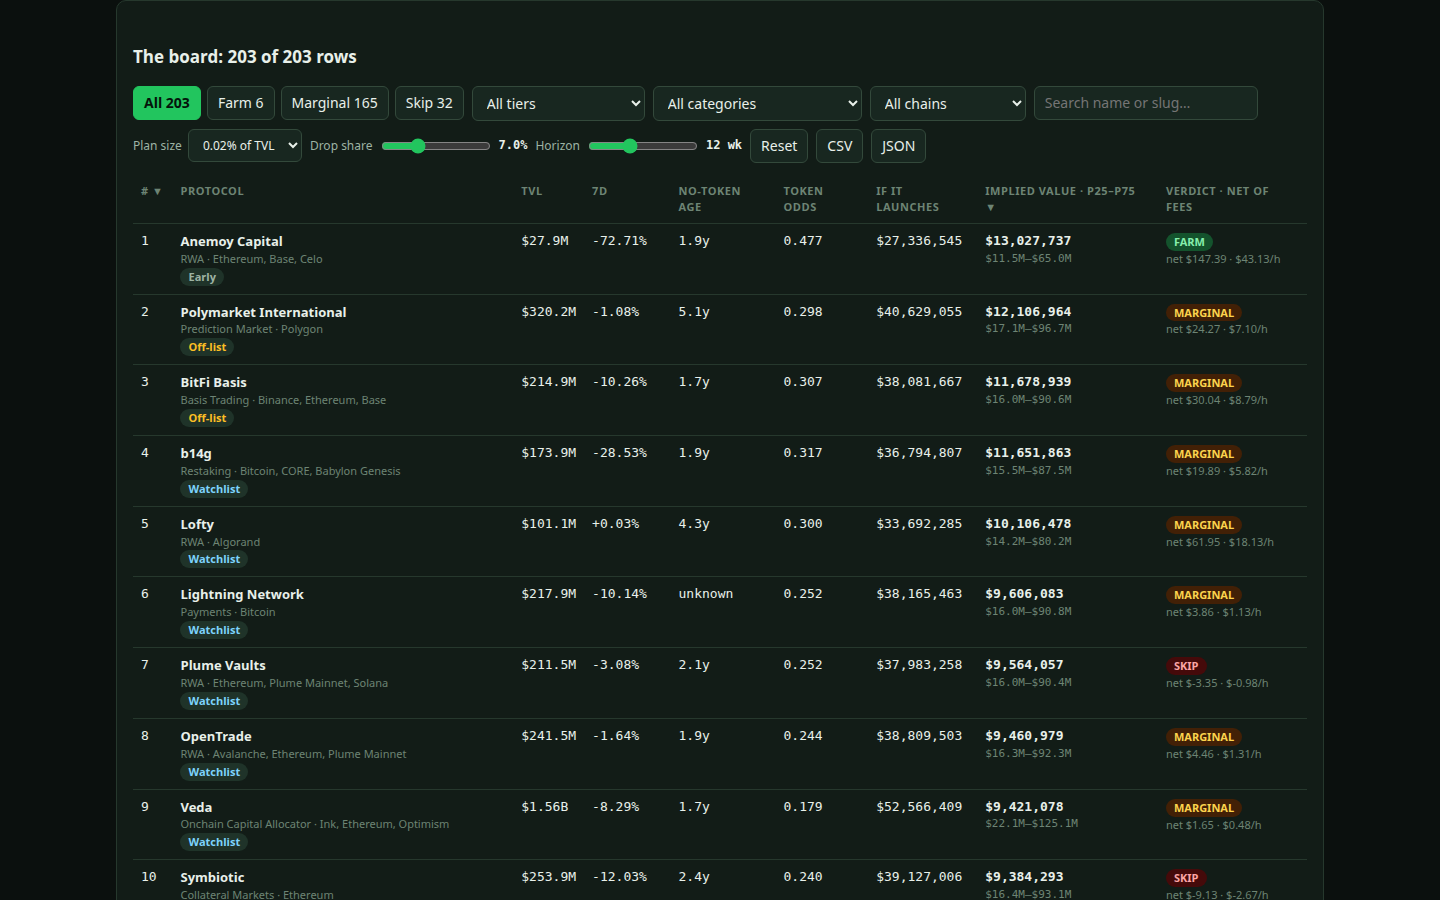 The board: 203 of 203 rows
All 203 Farm 6 Marginal 165 Skip 32 All tiers All categories All chains Search name or slug...
Plan size 0.02% of TVL Drop share 7.0% Horizon 12 wk Reset CSV JSON
# ▼ PROTOCOL TVL 7D NO-TOKEN AGE TOKEN ODDS IF IT LAUNCHES IMPLIED VALUE · P25–P75 ▼ VERDICT · NET OF FEES
1 Anemoy Capital $27.9M -72.71% 1.9y 0.477 $27,336,545 $13,027,737 FARM
RWA · Ethereum, Base, Celo $11.5M–$65.0M net $147.39 · $43.13/h
Early
2 Polymarket International $320.2M -1.08% 5.1y 0.298 $40,629,055 $12,106,964 MARGINAL
Prediction Market · Polygon $17.1M–$96.7M net $24.27 · $7.10/h
Off-list
3 BitFi Basis $214.9M -10.26% 1.7y 0.307 $38,081,667 $11,678,939 MARGINAL
Basis Trading · Binance, Ethereum, Base $16.0M–$90.6M net $30.04 · $8.79/h
Off-list
4 b14g $173.9M -28.53% 1.9y 0.317 $36,794,807 $11,651,863 MARGINAL
Restaking · Bitcoin, CORE, Babylon Genesis $15.5M–$87.5M net $19.89 · $5.82/h
Watchlist
5 Lofty $101.1M +0.03% 4.3y 0.300 $33,692,285 $10,106,478 MARGINAL
RWA · Algorand $14.2M–$80.2M net $61.95 · $18.13/h
Watchlist
6 Lightning Network $217.9M -10.14% unknown 0.252 $38,165,463 $9,606,083 MARGINAL
Payments · Bitcoin $16.0M–$90.8M net $3.86 · $1.13/h
Watchlist
7 Plume Vaults $211.5M -3.08% 2.1y 0.252 $37,983,258 $9,564,057 SKIP
RWA · Ethereum, Plume Mainnet, Solana $16.0M–$90.4M net $-3.35 · $-0.98/h
Watchlist
8 OpenTrade $241.5M -1.64% 1.9y 0.244 $38,809,503 $9,460,979 MARGINAL
RWA · Avalanche, Ethereum, Plume Mainnet $16.3M–$92.3M net $4.46 · $1.31/h
Watchlist
9 Veda $1.56B -8.29% 1.7y 0.179 $52,566,409 $9,421,078 MARGINAL
Onchain Capital Allocator · Ink, Ethereum, Optimism $22.1M–$125.1M net $1.65 · $0.48/h
Watchlist
10 Symbiotic $253.9M -12.03% 2.4y 0.240 $39,127,006 $9,384,293 SKIP
Collateral Markets · Ethereum $16.4M–$93.1M net $-9.13 · $-2.67/h